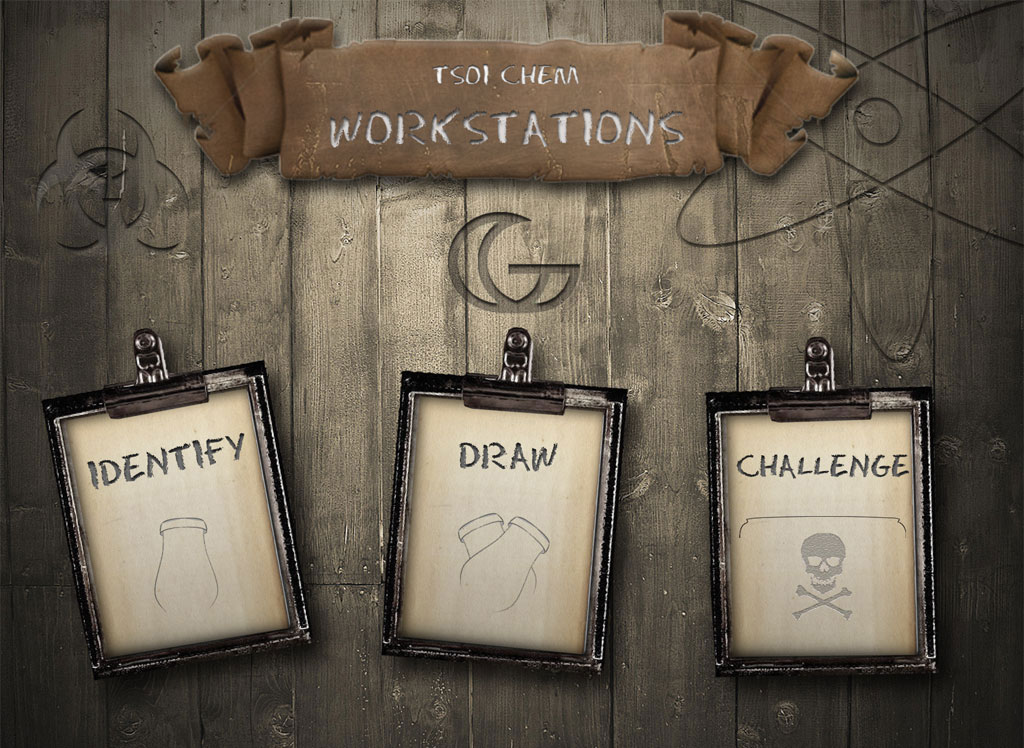 TSOI CHEM
WORKSTATIONS
IDENTIFY
DRAW
CHALLENGE